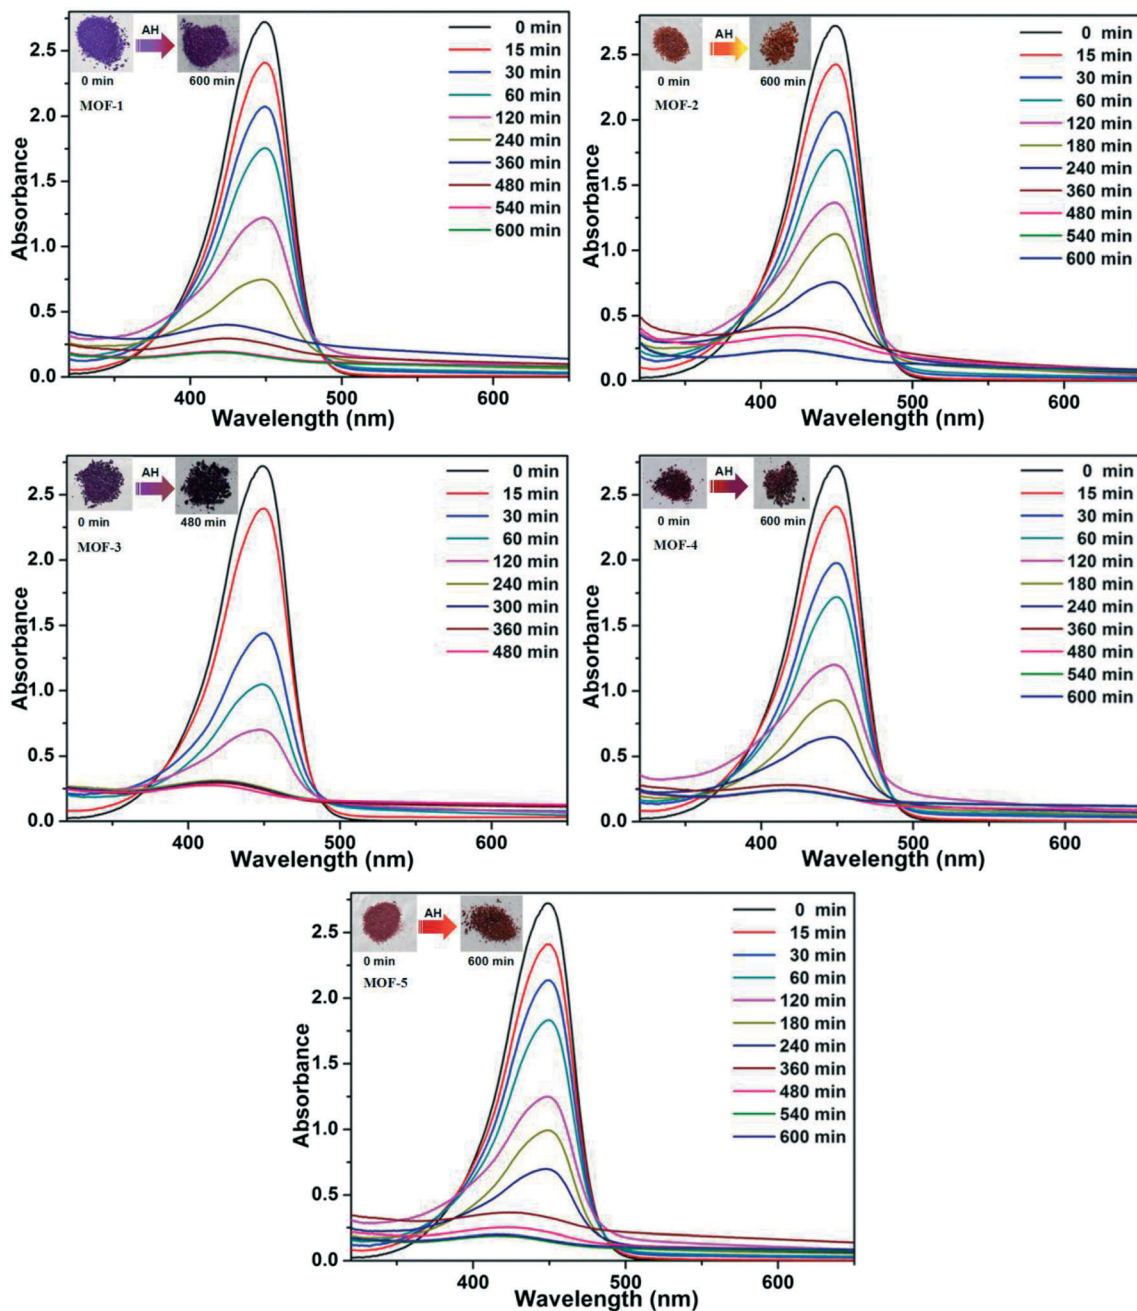 AH
0 min
600 min
MOF-1
0 min
15 min
30 min
60 min
120 min
240 min
360 min
480 min
540 min
600 min
2.5
2.0
1.5
1.0
0.5
0.0
Absorbance
400
500
600
Wavelength (nm)
AH
0 min
600 min
MOF-2
0 min
15 min
30 min
60 min
120 min
180 min
240 min
360 min
480 min
540 min
600 min
2.5
2.0
1.5
1.0
0.5
0.0
Absorbance
400
500
600
Wavelength (nm)
AH
0 min
480 min
MOF-3
0 min
15 min
30 min
60 min
120 min
240 min
300 min
360 min
480 min
2.5
2.0
1.5
1.0
0.5
0.0
Absorbance
400
500
600
Wavelength (nm)
AH
0 min
600 min
MOF-4
0 min
15 min
30 min
60 min
120 min
180 min
240 min
360 min
480 min
540 min
600 min
2.5
2.0
1.5
1.0
0.5
0.0
Absorbance
400
500
600
Wavelength (nm)
AH
0 min
600 min
MOF-5
0 min
15 min
30 min
60 min
120 min
180 min
240 min
360 min
480 min
540 min
600 min
2.5
2.0
1.5
1.0
0.5
0.0
Absorbance
400
500
600
Wavelength (nm)